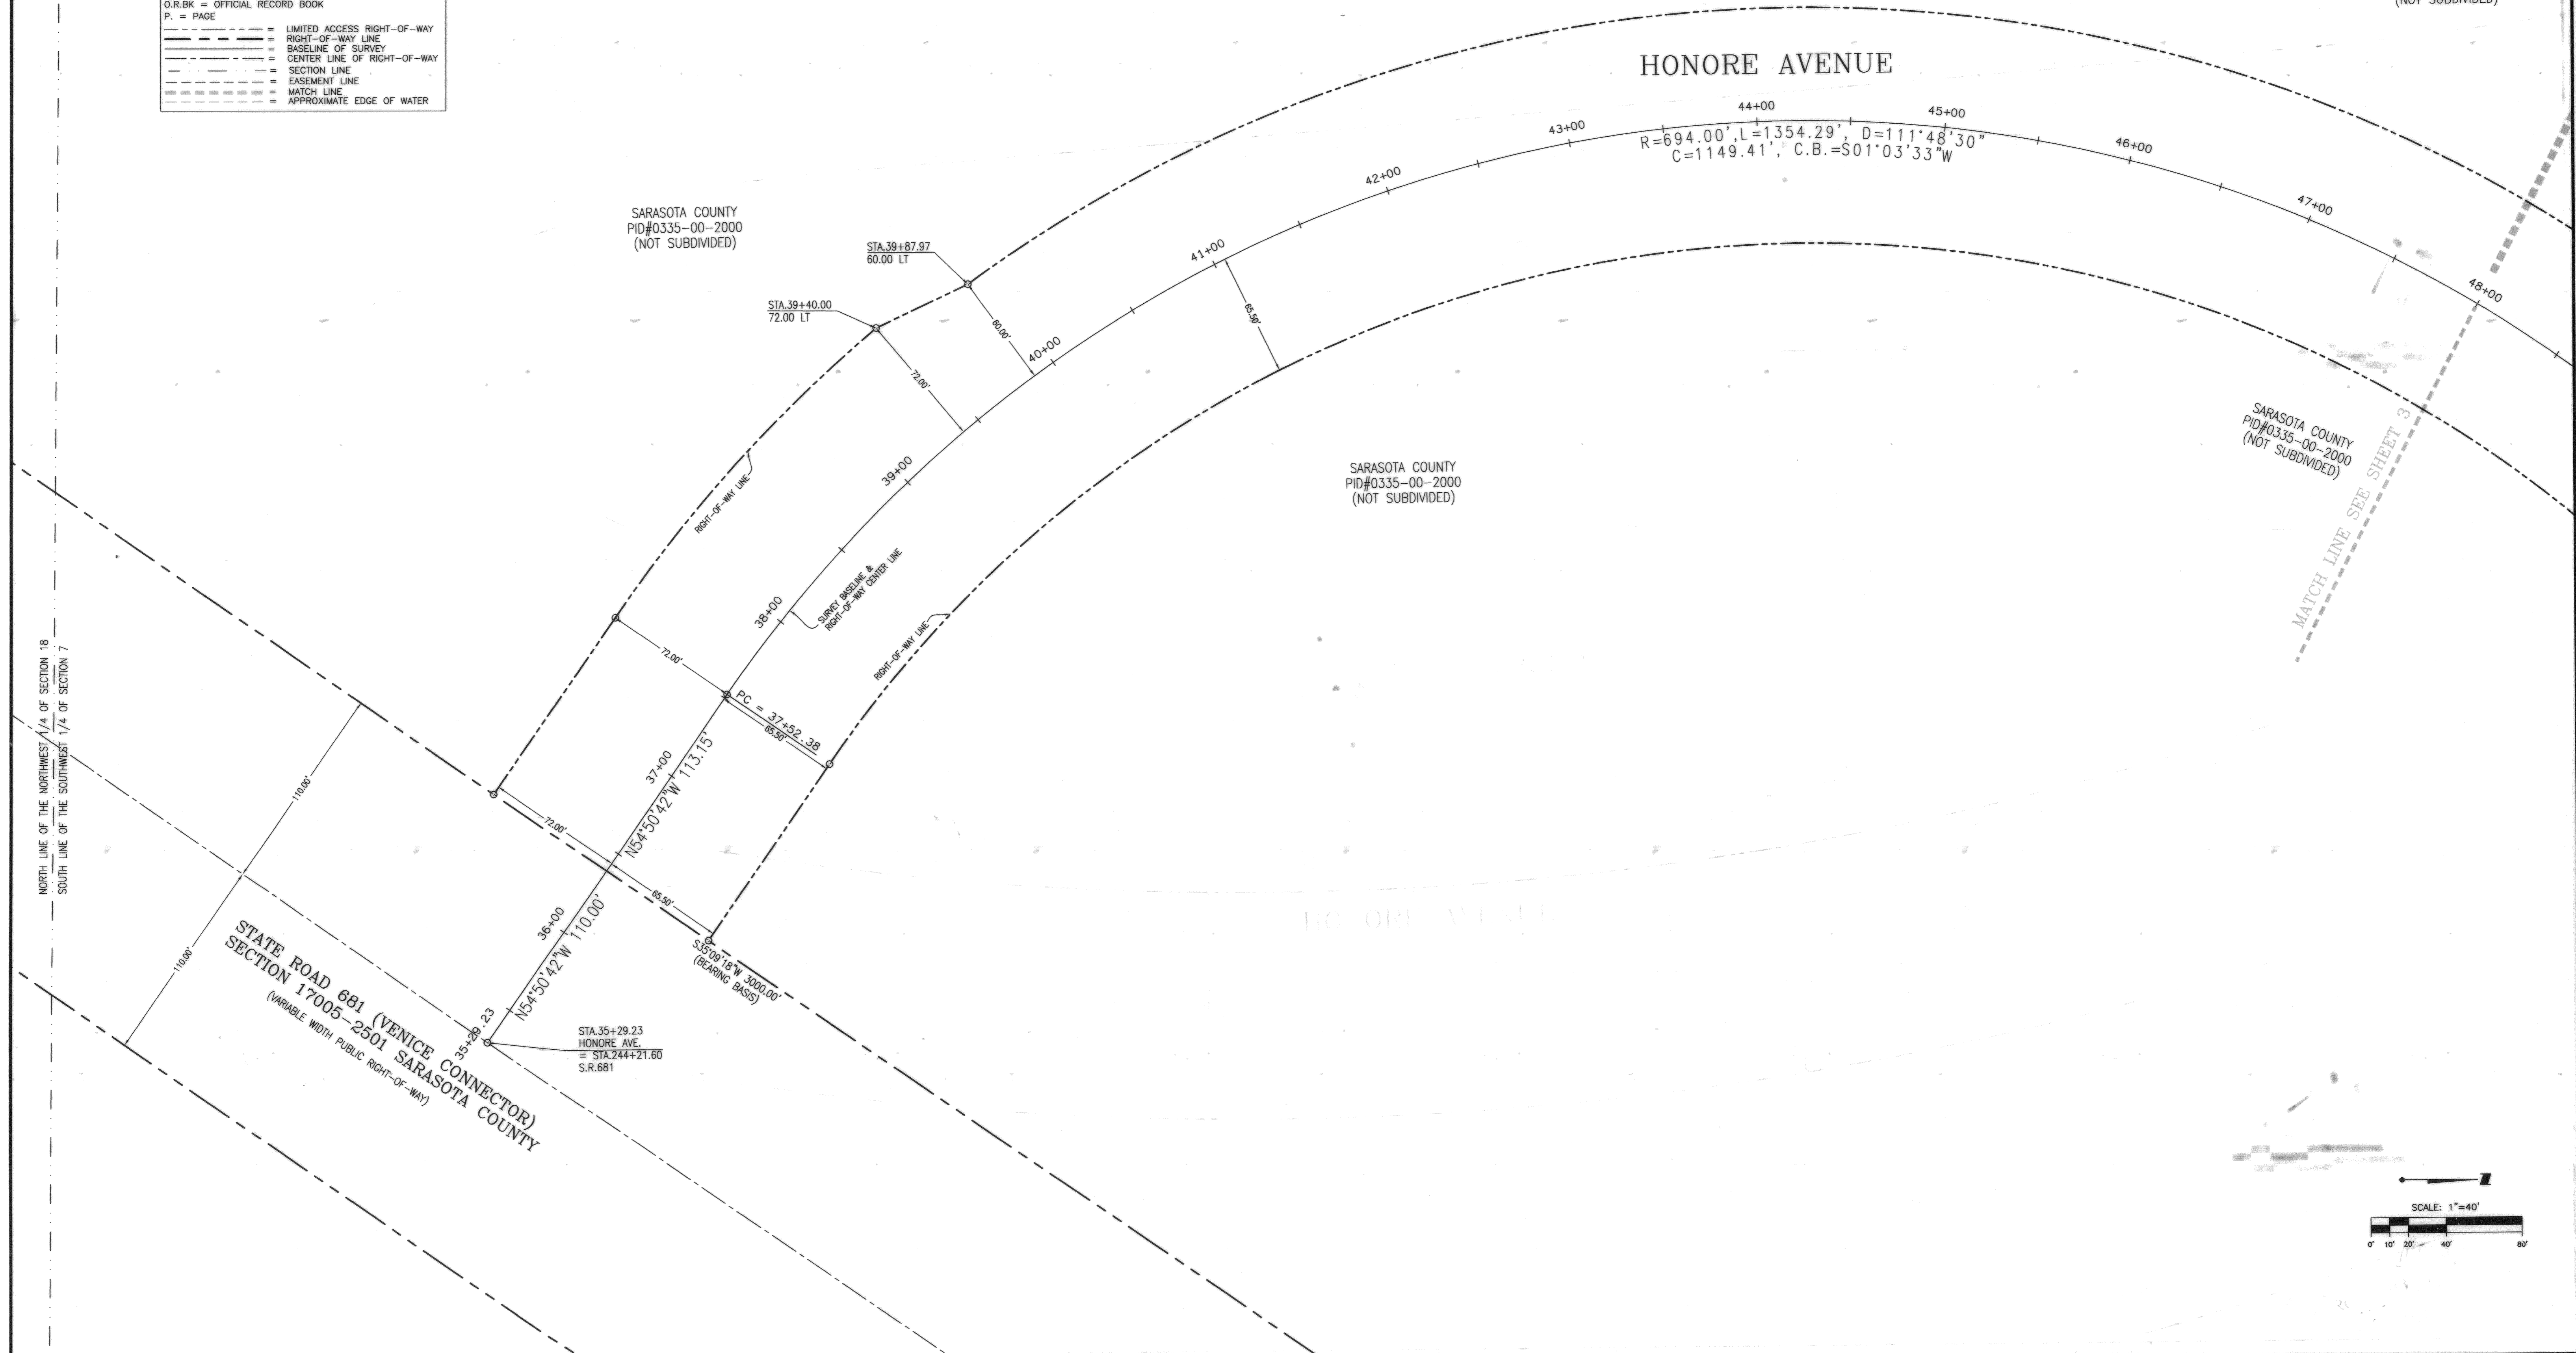 O.R.BK = OFFICIAL RECORD BOOK
P. = PAGE
= LIMITED ACCESS RIGHT-OF-WAY
= RIGHT-OF-WAY LINE
= BASELINE OF SURVEY
= CENTER LINE OF RIGHT-OF-WAY
= SECTION LINE
= EASEMENT LINE
= MATCH LINE
= APPROXIMATE EDGE OF WATER
(NOT SUBDIVIDED)
HONORE AVENUE
44+00
45+00
43+00
46+00
R=694.00',L=1354.29', D=111°48'30"
C=1149.41', C.B.=S01°03'33"W
42+00
47+00
SARASOTA COUNTY
PID#0335-00-2000
(NOT SUBDIVIDED)
STA.39+87.97
60.00 LT
41+00
48+00
STA.39+40.00
72.00 LT
60.00'
65.50'
40+00
72.00'
SARASOTA COUNTY
PID#0335-00-2000
(NOT SUBDIVIDED)
MATCH LINE SEE SHEET 3
39+00
SARASOTA COUNTY
PID#0335-00-2000
(NOT SUBDIVIDED)
RIGHT-OF-WAY LINE
SURVEY BASELINE &
RIGHT-OF-WAY CENTER LINE
38+00
RIGHT-OF-WAY LINE
72.00'
PC = 37+52.38
65.50'
37+00
N54°50'42"W 113.15'
NORTH LINE OF THE NORTHWEST 1/4 OF SECTION 18
SOUTH LINE OF THE SOUTHWEST 1/4 OF SECTION 7
110.00'
72.00'
65.50'
36+00
N54°50'42"W 110.00'
S35°09'18"W 3000.00'
(BEARING BASIS)
110.00'
STATE ROAD 681 (VENICE CONNECTOR)
SECTION 17005-2501 SARASOTA COUNTY
(VARIABLE WIDTH PUBLIC RIGHT-OF-WAY)
35+29.23
STA.35+29.23
HONORE AVE.
= STA.244+21.60
S.R.681
Z
SCALE: 1"=40'
0' 10' 20' 40' 80'